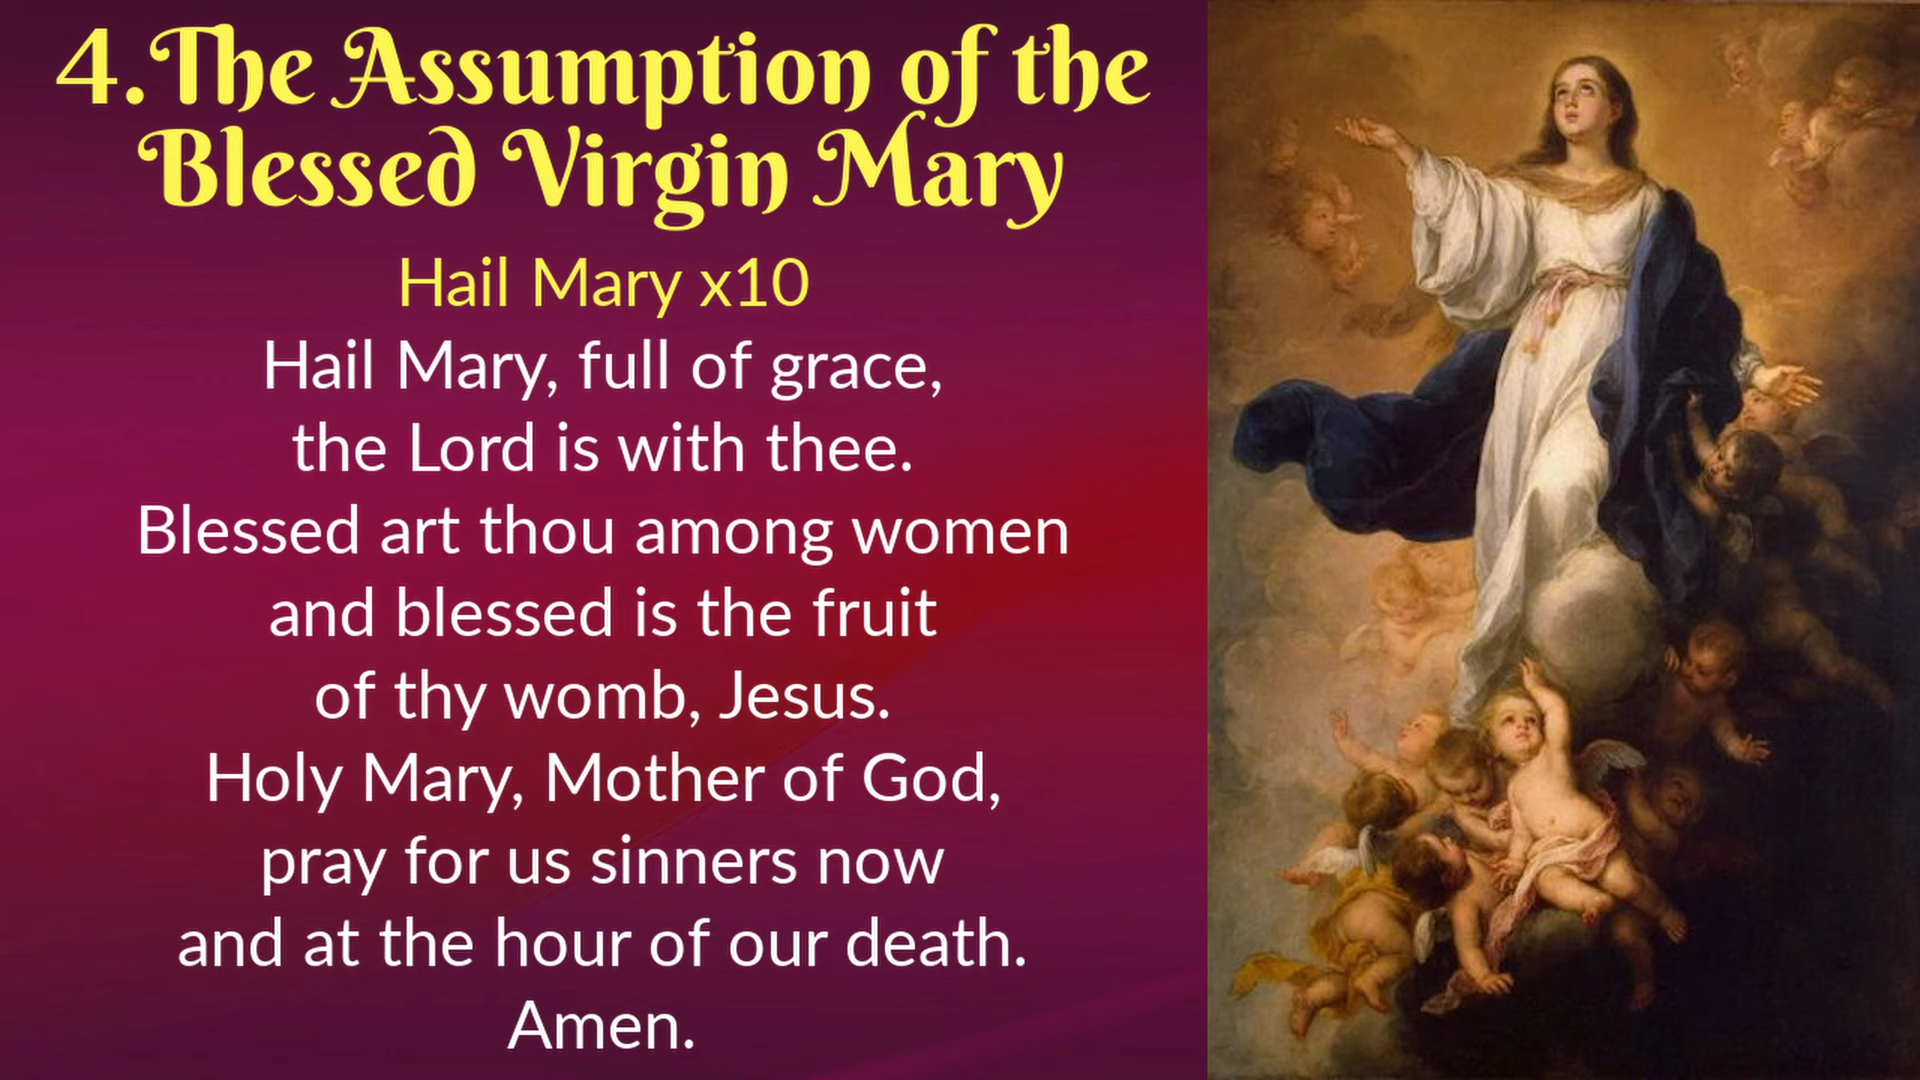 4.The Assumption of the
Blessed Virgin Mary
Hail Mary x10
Hail Mary, full of grace,
the Lord is with thee.
Blessed art thou among women
and blessed is the fruit
of thy womb, Jesus.
Holy Mary, Mother of God,
pray for us sinners now
and at the hour of our death.
Amen.